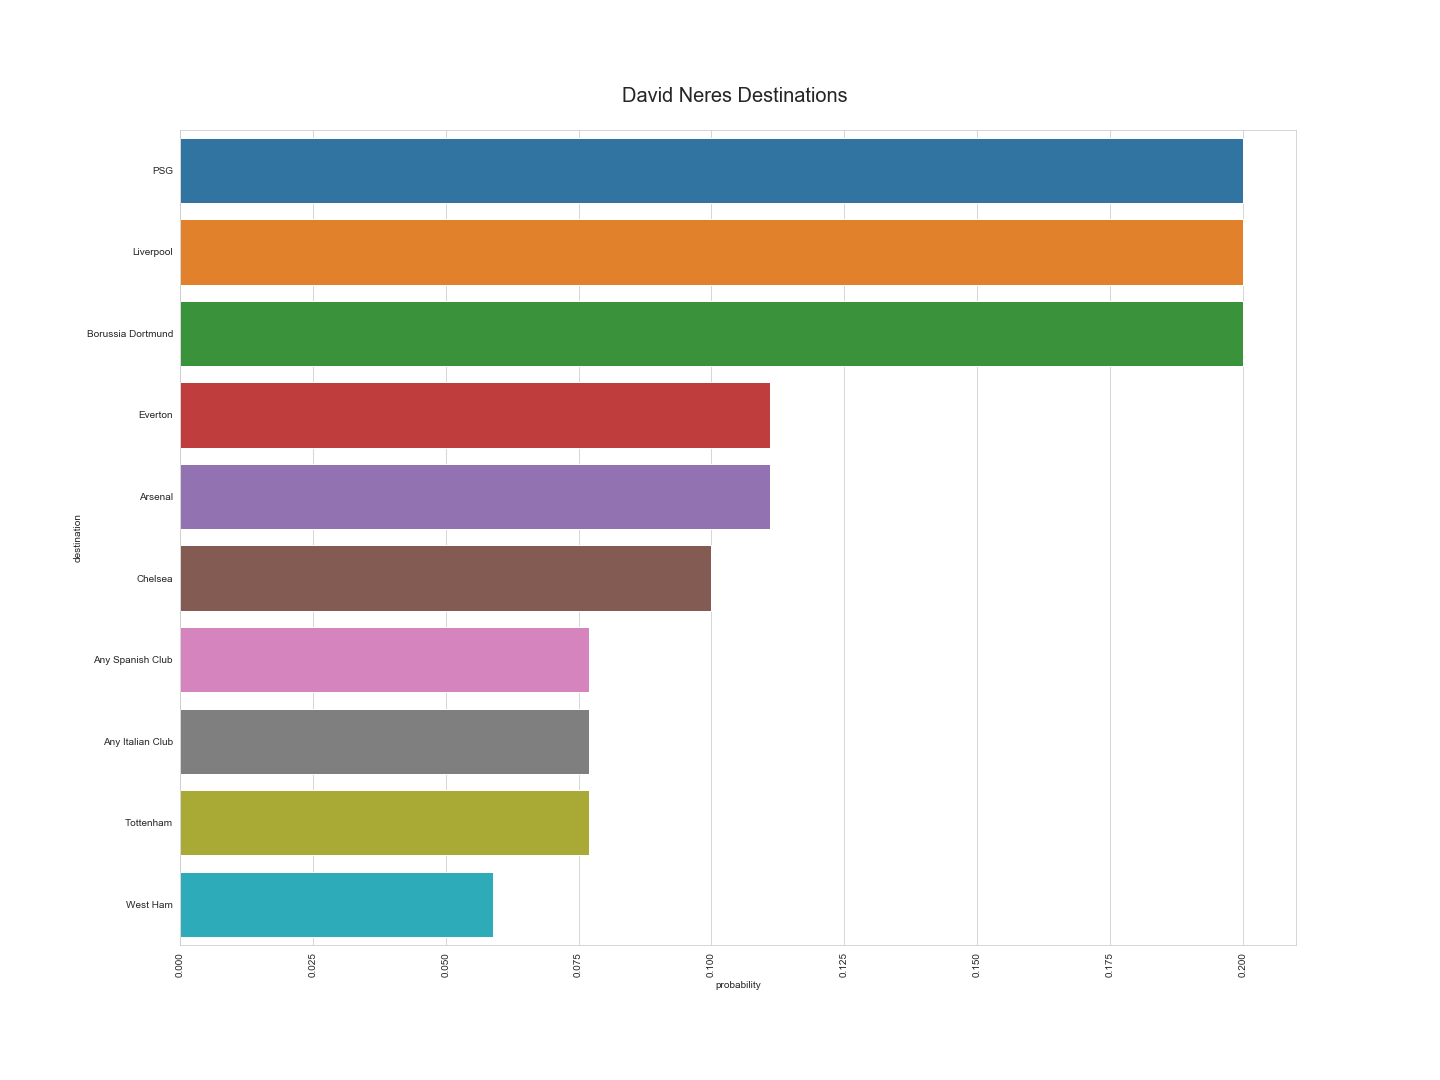 David Neres Destinations
PSG
Liverpool
Borussia Dortmund
Everton
Arsenal
Chelsea
Any Spanish Club
Any Italian Club
Tottenham
West Ham
destination
0.000
0.025
0.050
0.075
0.100
0.125
0.150
0.175
0.200
probability